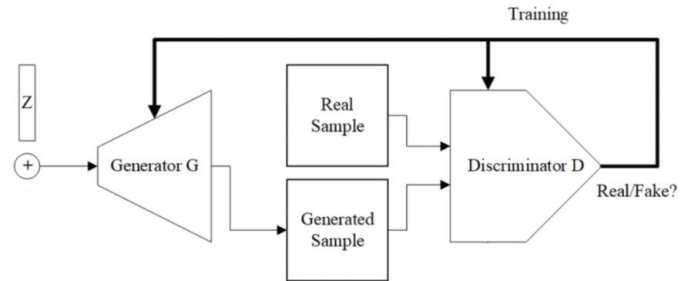 Training
Z
+
Generator G
Real
Sample
Generated
Sample
Discriminator D
Real/Fake?